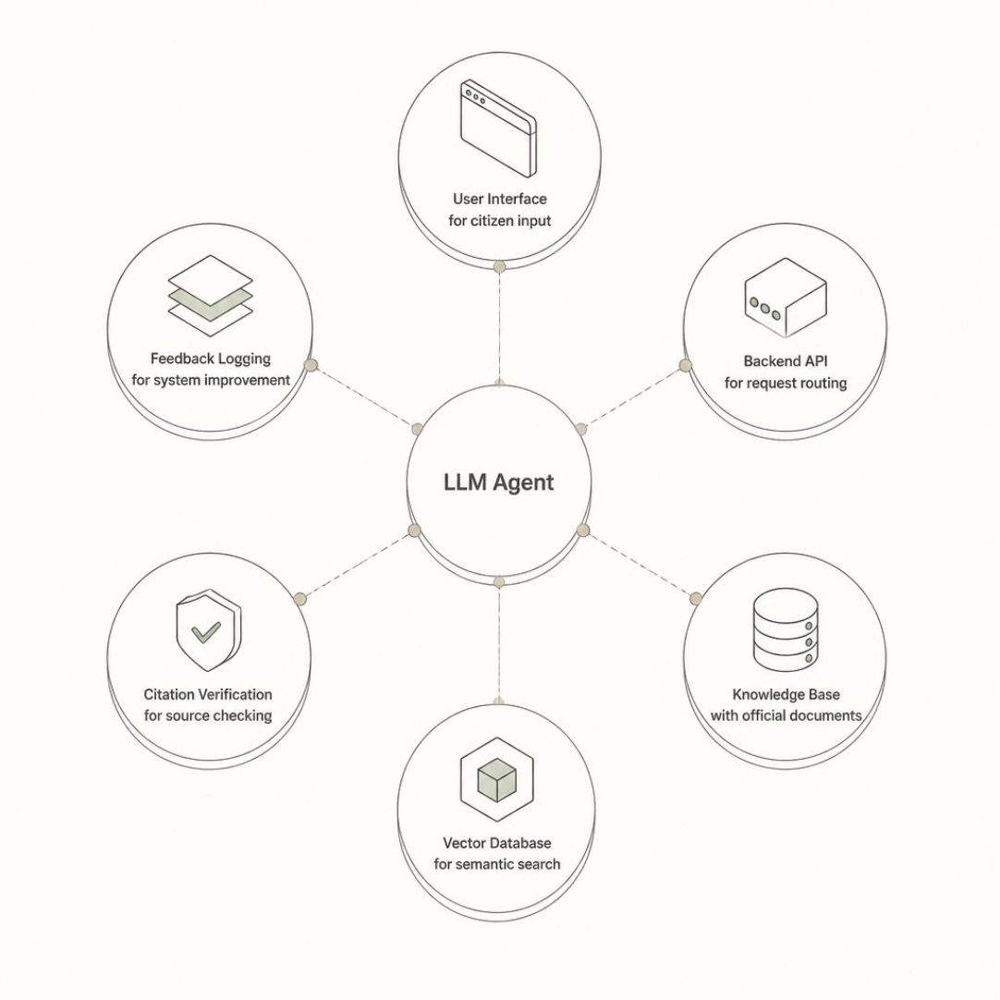 User Interface
for citizen input
Feedback Logging
for system improvement
Backend API
for request routing
LLM Agent
Citation Verification
for source checking
Knowledge Base
with official documents
Vector Database
for semantic search